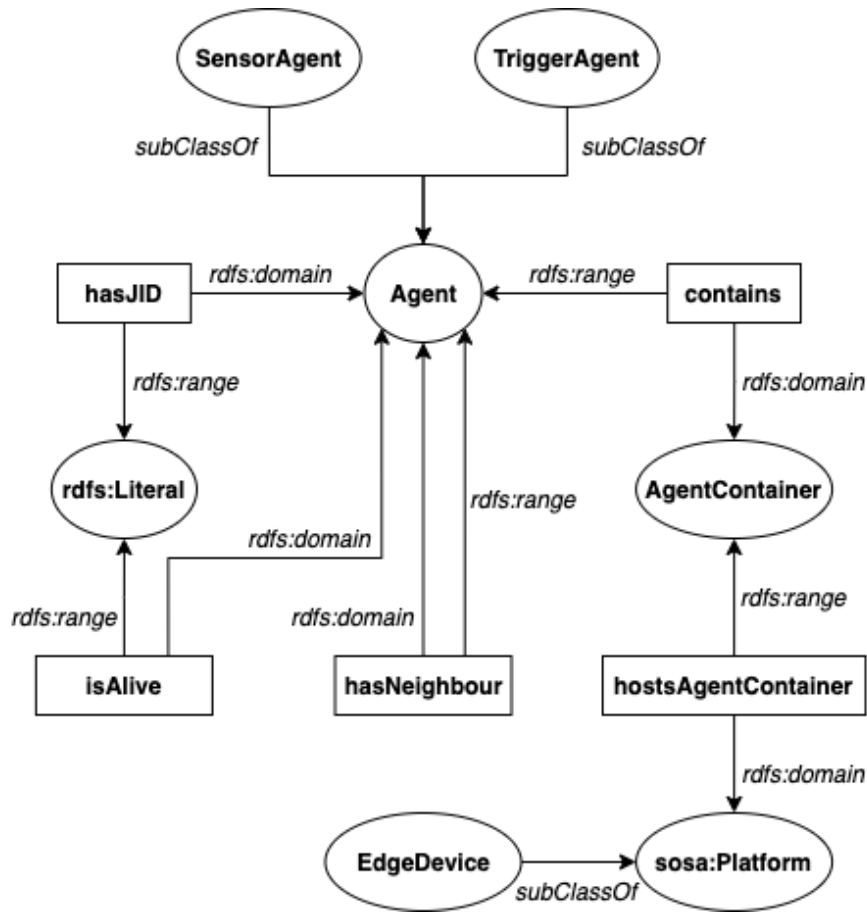 SensorAgent
TriggerAgent
subClassOf
subClassOf
rdfs:domain
rdfs:range
hasJID
Agent
contains
rdfs:range
rdfs:domain
rdfs:Literal
AgentContainer
rdfs:range
rdfs:domain
rdfs:range
rdfs:domain
rdfs:range
isAlive
hasNeighbour
hostsAgentContainer
rdfs:domain
EdgeDevice
sosa:Platform
subClassOf